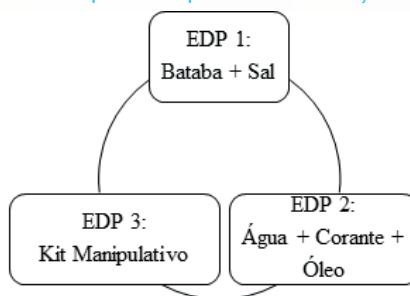 EDP 1:
Bataba + Sal
EDP 3:
Kit Manipulativo
EDP 2:
Água + Corante +
Óleo